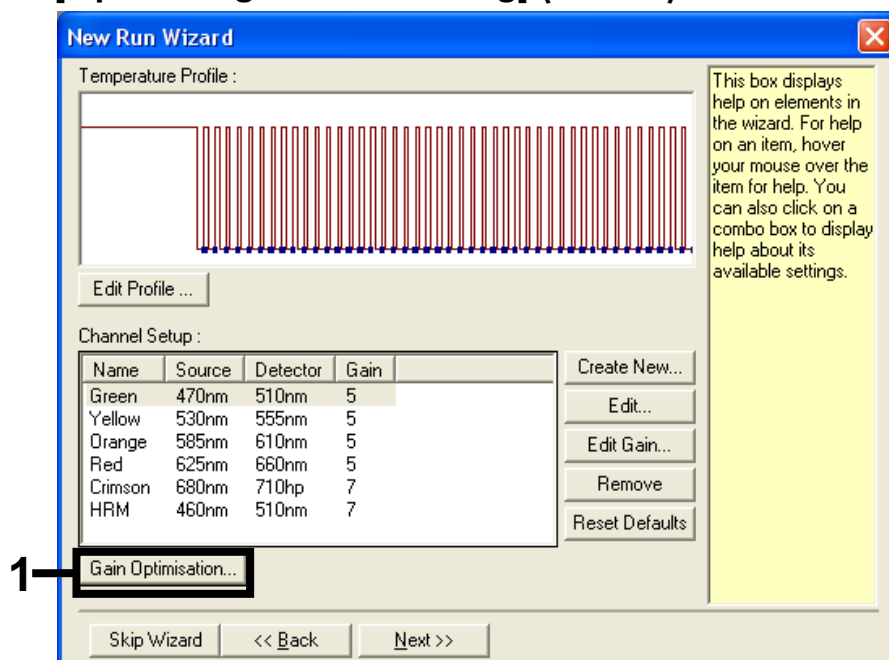 New Run Wizard
Temperature Profile :
This box displays
help on elements in
the wizard. For help
on an item, hover
your mouse over the
item for help. You
can also click on a
combo box to display
help about its
available settings.
Edit Profile ...
Channel Setup :
Name Source Detector Gain
Green 470nm 510nm 5
Yellow 530nm 555nm 5
Orange 585nm 610nm 5
Red 625nm 660nm 5
Crimson 680nm 710hp 7
HRM 460nm 510nm 7
Create New...
Edit...
Edit Gain...
Remove
Reset Defaults
1
Gain Optimisation...
Skip Wizard << Back Next >>